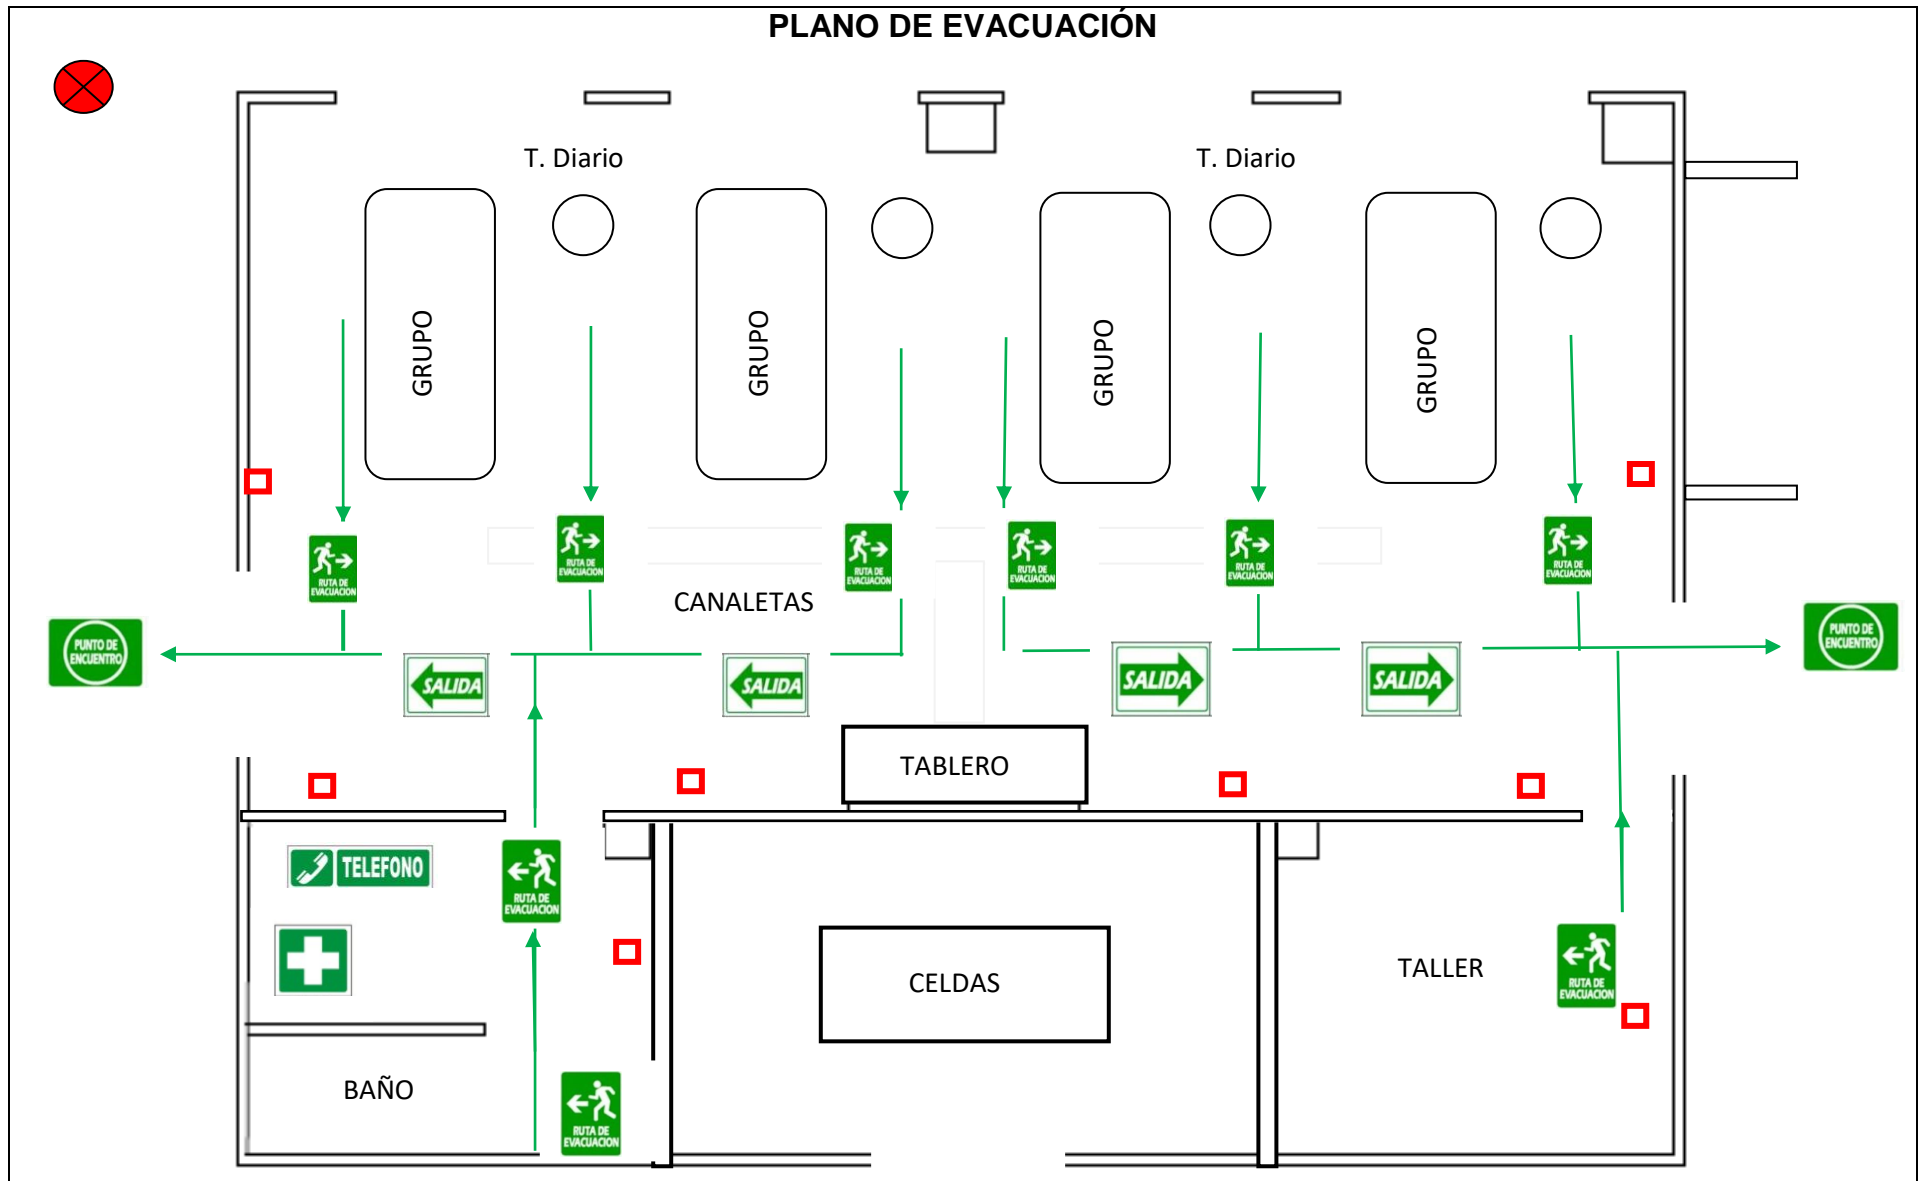 PLANO DE EVACUACIÓN
T. Diario
T. Diario
GRUPO
GRUPO
GRUPO
GRUPO
RUTA DE
EVACUACION
RUTA DE
EVACUACION
RUTA DE
EVACUACION
RUTA DE
EVACUACION
RUTA DE
EVACUACION
RUTA DE
EVACUACION
CANALETAS
PUNTO DE
ENCUENTRO
PUNTO DE
ENCUENTRO
SALIDA
SALIDA
SALIDA
SALIDA
TABLERO
TELEFONO
RUTA DE
EVACUACION
CELDAS
TALLER
RUTA DE
EVACUACION
BAÑO
RUTA DE
EVACUACION